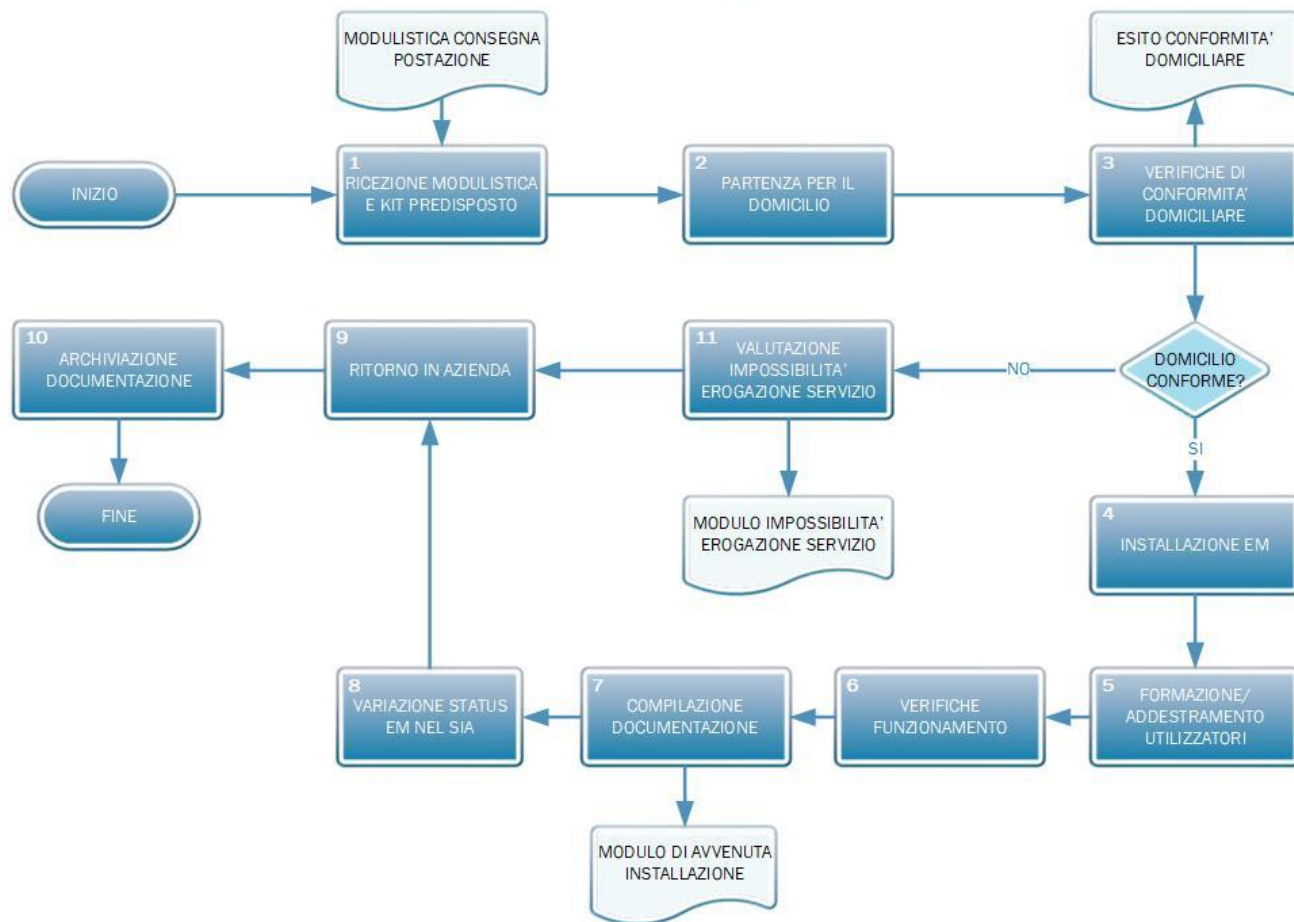 MODULISTICA CONSEGNA
POSTAZIONE
ESITO CONFORMITA'
DOMICILIARE
INIZIO
1
RICEZIONE MODULISTICA
E KIT PREDISPOSTO
2
PARTENZA PER IL
DOMICILIO
3
VERIFICHE DI
CONFORMITA'
DOMICILIARE
10
ARCHIVIAZIONE
DOCUMENTAZIONE
9
RITORNO IN AZIENDA
11
VALUTAZIONE
IMPOSSIBILITA'
EROGAZIONE SERVIZIO
NO
DOMICILIO
CONFORME?
SI
FINE
MODULO IMPOSSIBILITA'
EROGAZIONE SERVIZIO
4
INSTALLAZIONE EM
8
VARIAZIONE STATUS
EM NEL SIA
7
COMPILAZIONE
DOCUMENTAZIONE
6
VERIFICHE
FUNZIONAMENTO
5
FORMAZIONE/
ADDESTRAMENTO
UTILIZZATORI
MODULO DI AVVENUTA
INSTALLAZIONE